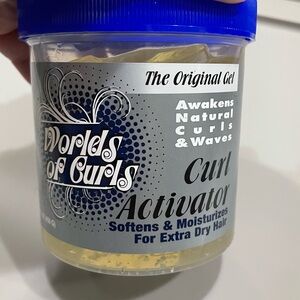 The Original Gel
Awakens
Natural
Curls
& Waves
Worlds
of Curls
Curl
Activator
Softens & Moisturizes
For Extra Dry Hair